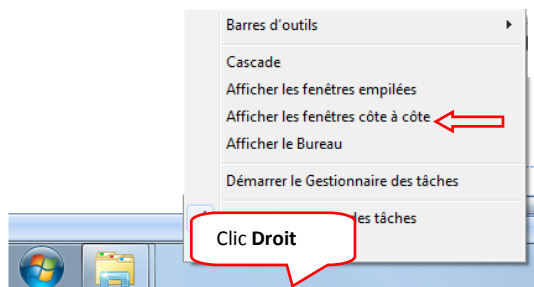 Barres d'outils
Cascade
Afficher les fenêtres empilées
Afficher les fenêtres côte à côte
Afficher le Bureau
Démarrer le Gestionnaire des tâches
des tâches
Clic Droit